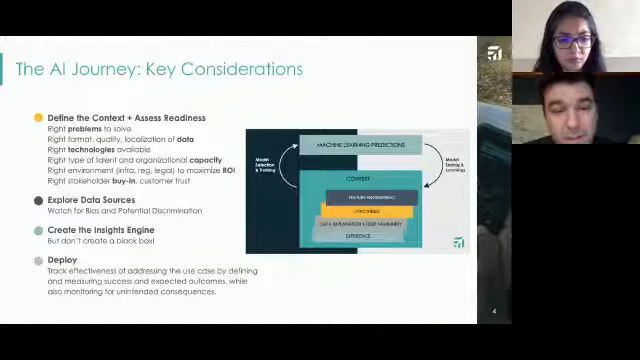 The AI Journey: Key Considerations
Define the Context + Assess Readiness
Right problems to solve
Right format, quality, localization of data
Right technologies available
Right type of talent and organizational capacity
Right environment (infra, reg, legal) to maximize ROI
Right stakeholder buy-in, customer trust
Explore Data Sources
Watch for Bias and Potential Discrimination
Create the Insights Engine
But don't create a black box!
Deploy
Track effectiveness of addressing the use case by defining
and measuring success and expected outcomes, while
also monitoring for unintended consequences.
MACHINE LEARNING PREDICTIONS
Model
Selection
& Training
Model
& Learnings
CONTEXT
FEATURE ENGINEERING
HYPOTHESES
DATA EXPLANATION + DEEP FAMILIARITY
EXPERIENCE
4